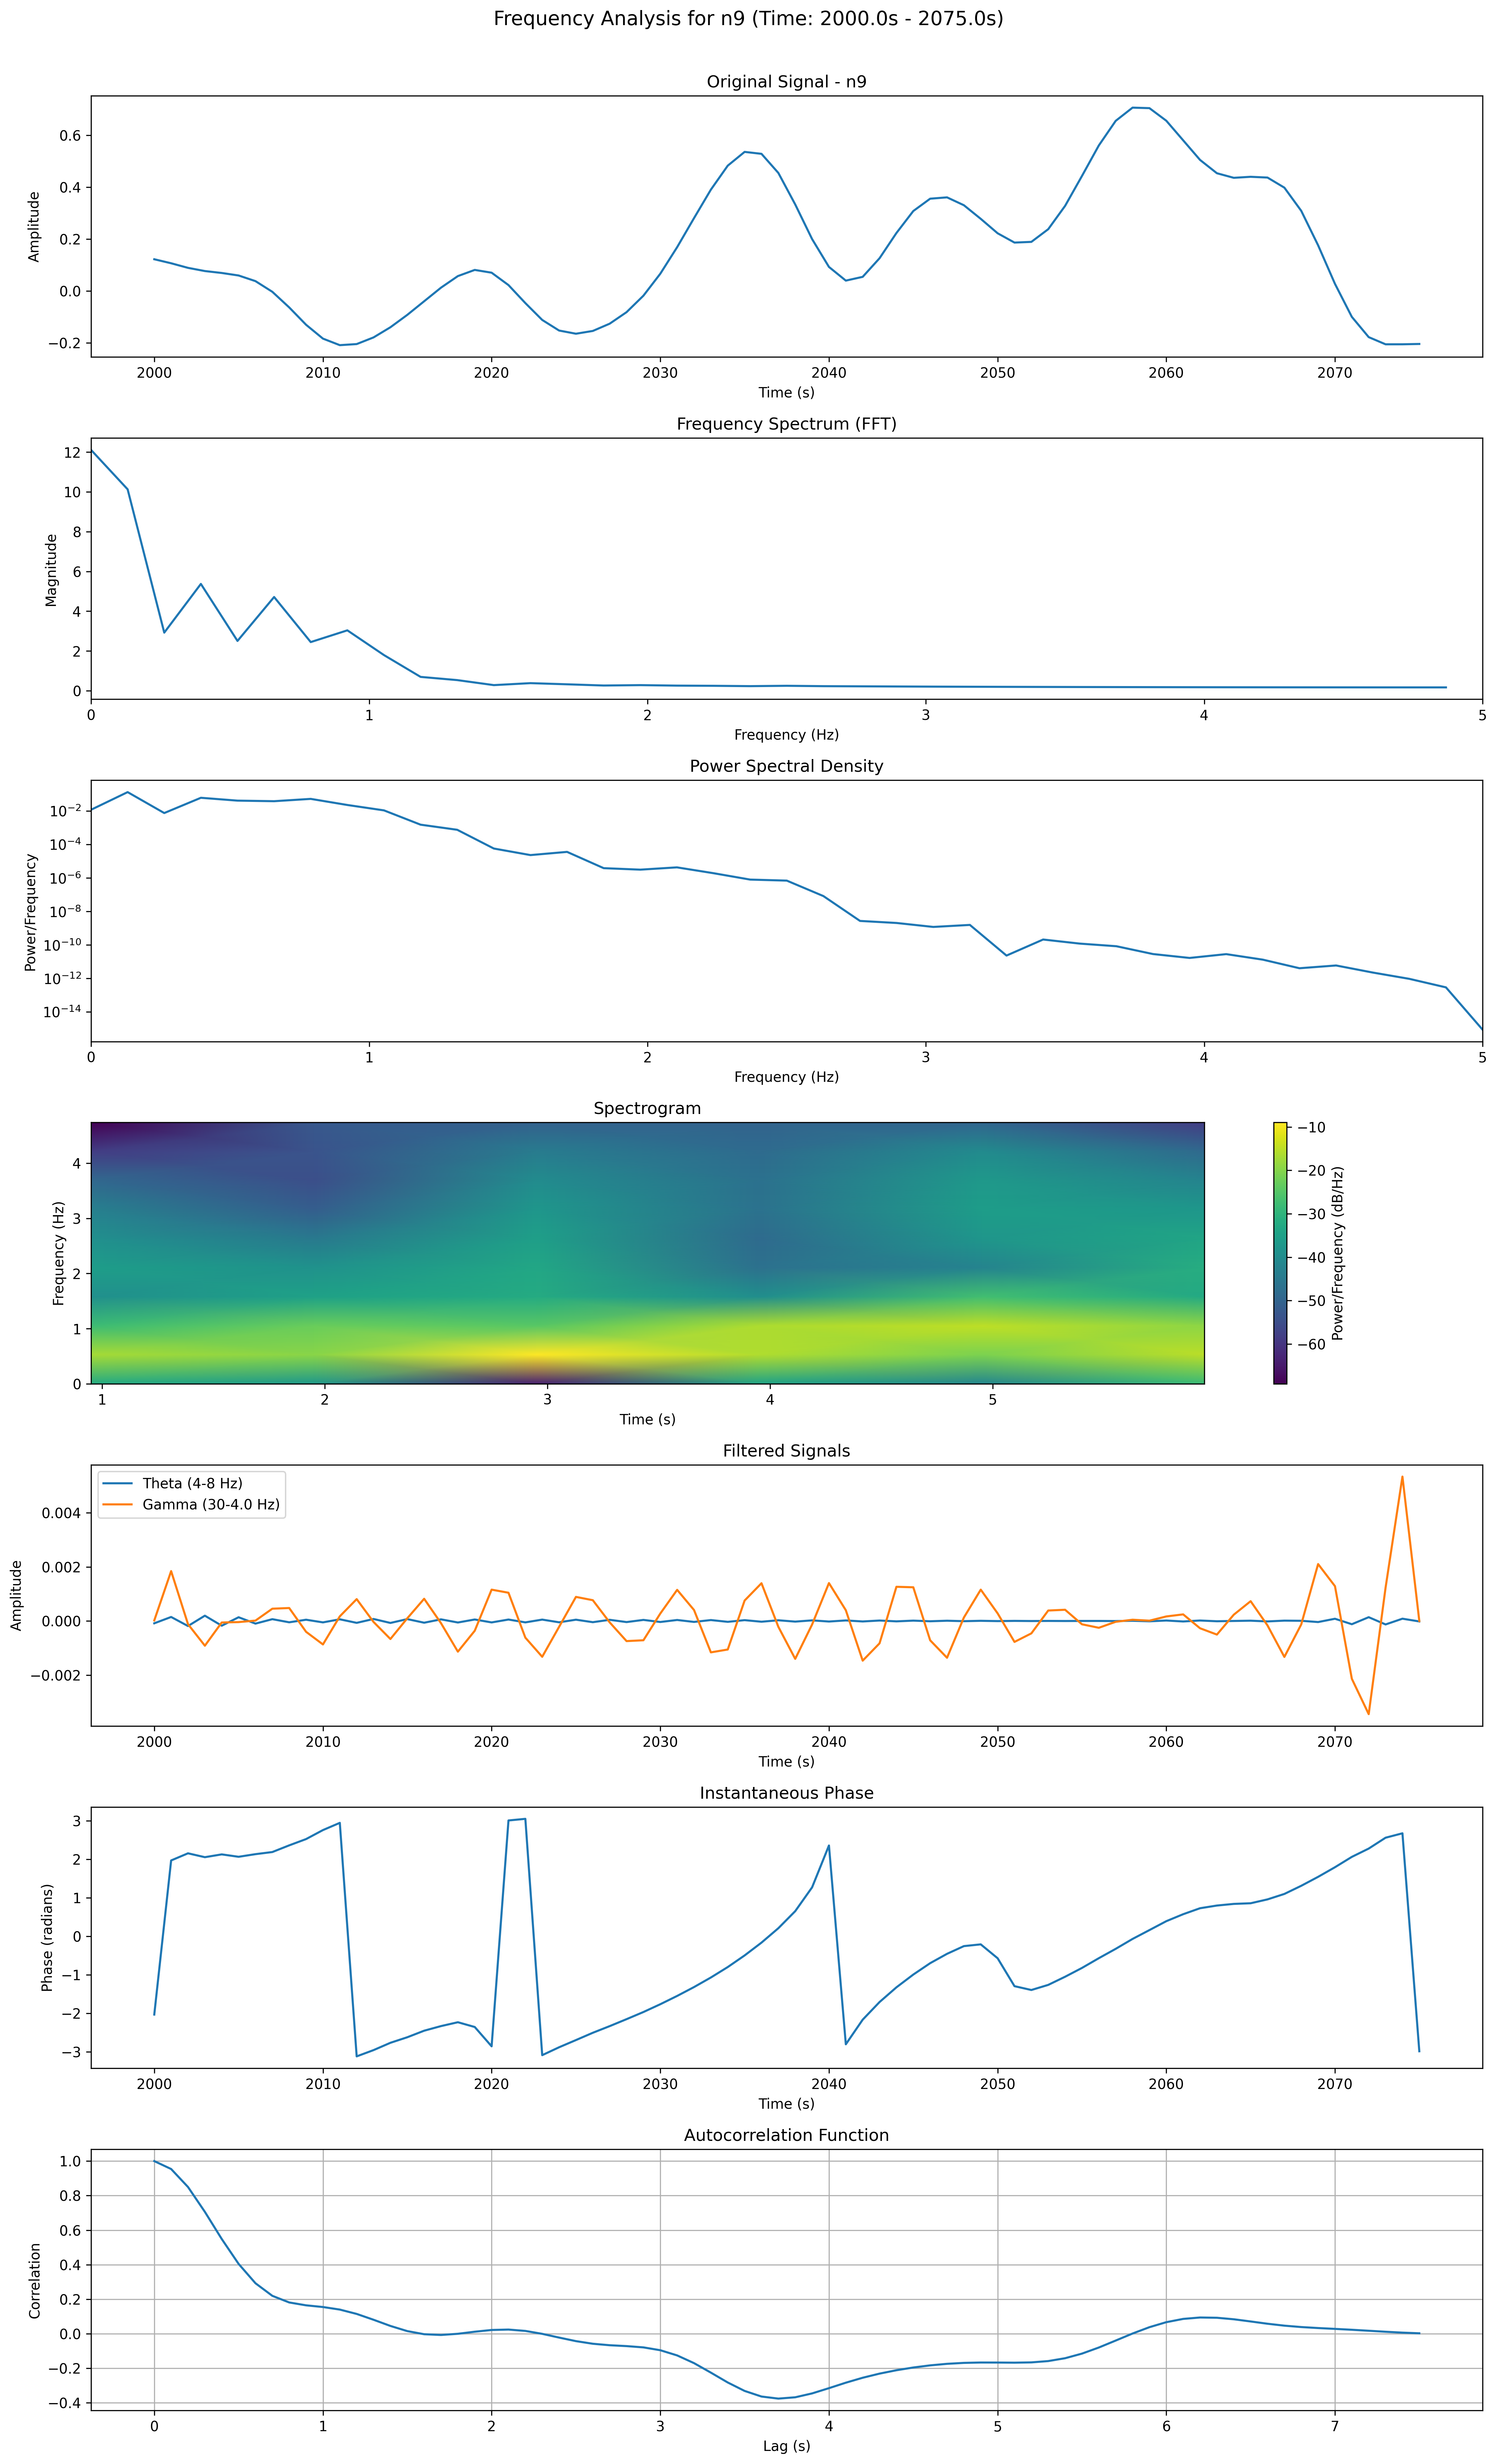 Frequency Analysis for n9 (Time: 2000.0s - 2075.0s)
Original Signal - n9
Amplitude
0.6
0.4
0.2
0.0
−0.2
2000 2010 2020 2030 2040 2050 2060 2070
Time (s)
Frequency Spectrum (FFT)
Magnitude
12
10
8
6
4
2
0
0 1 2 3 4 5
Frequency (Hz)
Power Spectral Density
Power/Frequency
10⁻²
10⁻⁴
10⁻⁶
10⁻⁸
10⁻¹⁰
10⁻¹²
10⁻¹⁴
0 1 2 3 4 5
Frequency (Hz)
Spectrogram
Frequency (Hz)
4
3
2
1
0
1 2 3 4 5
Time (s)
−10
−20
−30
−40
−50
−60
Power/Frequency (dB/Hz)
Filtered Signals
Theta (4-8 Hz)
Gamma (30-4.0 Hz)
Amplitude
0.004
0.002
0.000
−0.002
2000 2010 2020 2030 2040 2050 2060 2070
Time (s)
Instantaneous Phase
Phase (radians)
3
2
1
0
−1
−2
−3
2000 2010 2020 2030 2040 2050 2060 2070
Time (s)
Autocorrelation Function
Correlation
1.0
0.8
0.6
0.4
0.2
0.0
−0.2
−0.4
0 1 2 3 4 5 6 7
Lag (s)